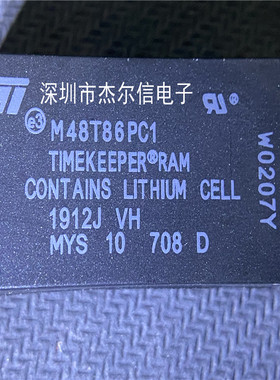 ST
深圳市杰尔信电子
e3 M48T86PC1
TIMEKEEPER®RAM
CONTAINS LITHIUM CELL
1912J VH
MYS 10 708 D
W0207Y